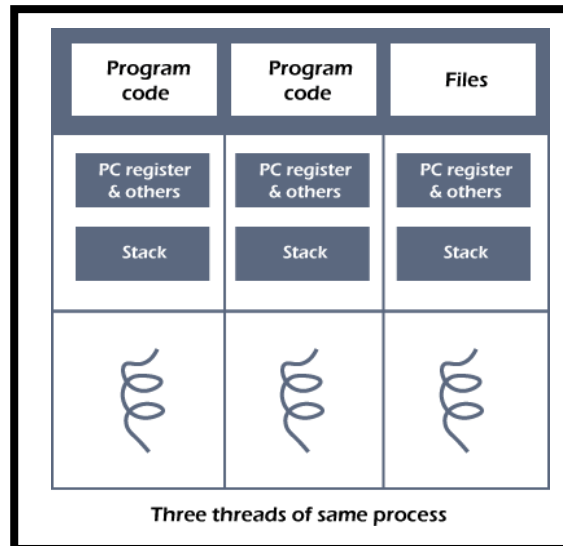 Program
code
Program
code
Files
PC register
& others
PC register
& others
PC register
& others
Stack
Stack
Stack
Three threads of same process